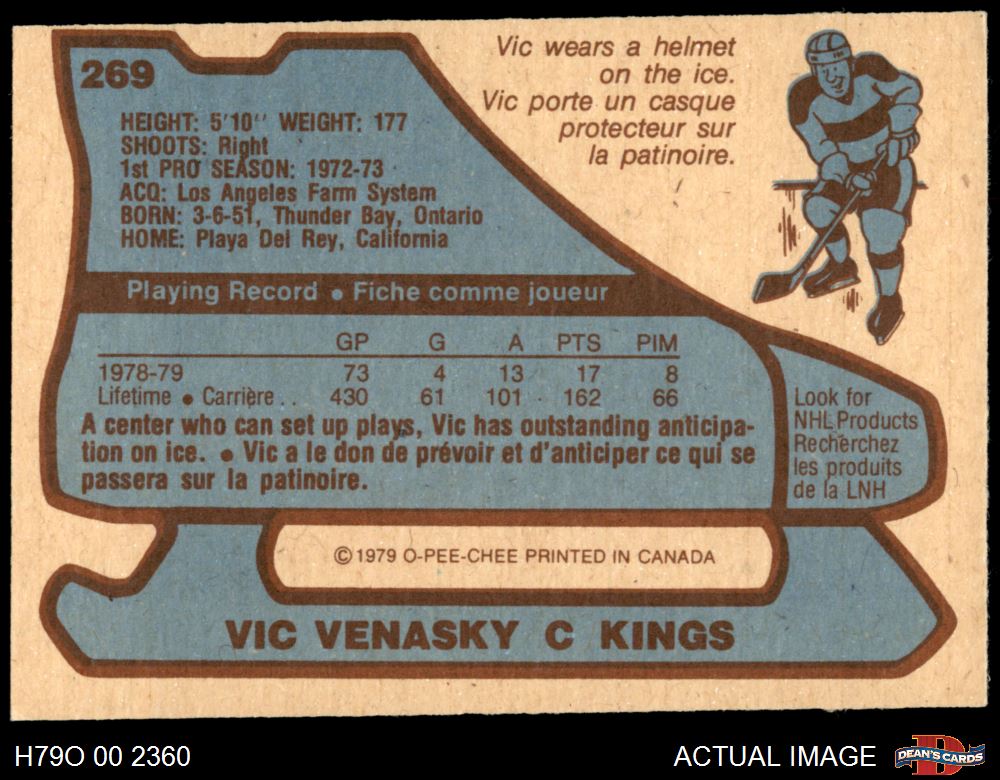 269
Vic wears a helmet
on the ice.
Vic porte un casque
protecteur sur
la patinoire.
HEIGHT: 5'10'' WEIGHT: 177
SHOOTS: Right
1st PRO SEASON: 1972-73
ACQ: Los Angeles Farm System
BORN: 3-6-51, Thunder Bay, Ontario
HOME: Playa Del Rey, California
Playing Record • Fiche comme joueur
GP G A PTS PIM
1978-79 73 4 13 17 8
Lifetime • Carrière . . 430 61 101 162 66
A center who can set up plays, Vic has outstanding anticipa-
tion on ice. • Vic a le don de prévoir et d'anticiper ce qui se
passera sur la patinoire.
Look for
NHL Products
Recherchez
les produits
de la LNH
©1979 O-PEE-CHEE PRINTED IN CANADA
VIC VENASKY C KINGS
H79O 00 2360
ACTUAL IMAGE
D
DEAN'S CARDS